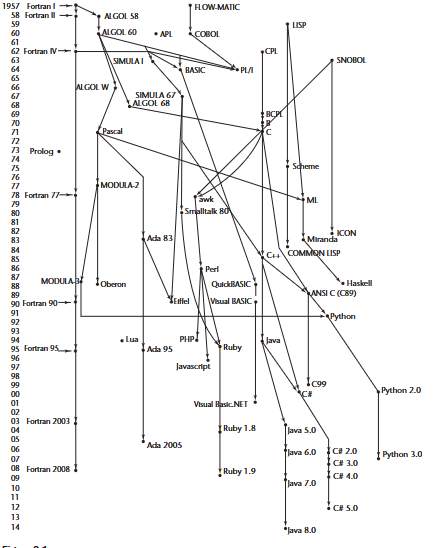 1957 Fortran I FLOW-MATIC
58 Fortran II ALGOL 58
59 LISP
60 ALGOL 60 APL COBOL
61
62 Fortran IV CPL
63 SIMULA I SNOBOL
64 BASIC PL/I
65
66 ALGOL W
67 SIMULA 67
68 ALGOL 68
69 BCPL
70 B
71 Pascal C
72
73 Prolog
74
75 Scheme
76
77 MODULA-2
78 Fortran 77 awk
79 ML
80 Smalltalk 80
81
82 ICON
83 Ada 83 Miranda
84 COMMON LISP
85 C++
86 Perl
87
88 MODULA-3 Oberon QuickBASIC Haskell
89 ANSI C (C89)
90 Fortran 90 Eiffel Visual BASIC
91 Python
92
93
94 Lua PHP Java
95 Fortran 95 Ada 95 Ruby
96
97 Javascript
98
99 C99
00 C# Python 2.0
01 Visual Basic.NET
02
03 Fortran 2003
04 Ruby 1.8 Java 5.0
05 Ada 2005
06 Java 6.0 C# 2.0
07 C# 3.0 Python 3.0
08 Fortran 2008 C# 4.0
09 Ruby 1.9
10 Java 7.0
11
12 C# 5.0
13
14 Java 8.0